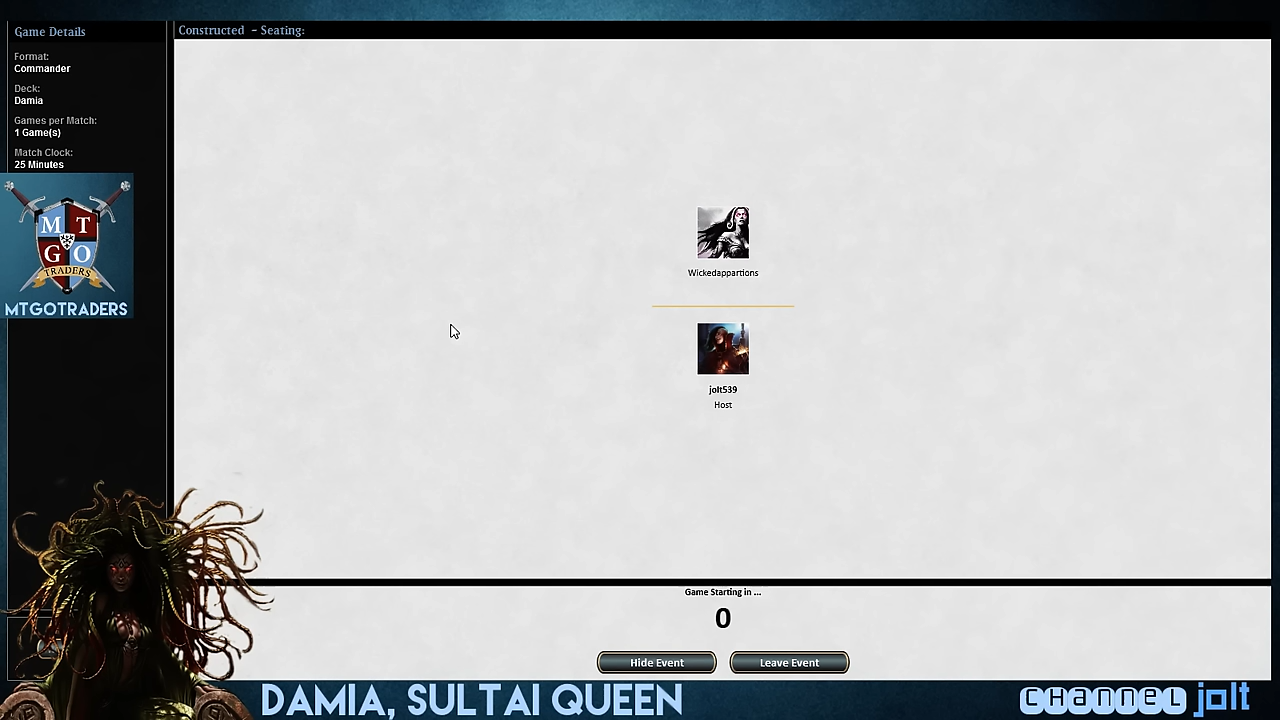 Game Details
Format:
Commander
Deck:
Damia
Games per Match:
1 Game(s)
Match Clock:
25 Minutes
M T
G O
TRADERS
MTGOTRADERS
Constructed - Seating:
Wickedappartions
jolt539
Host
Game Starting in ...
0
Hide Event
Leave Event
DAMIA, SULTAI QUEEN
CHANNEL jolt